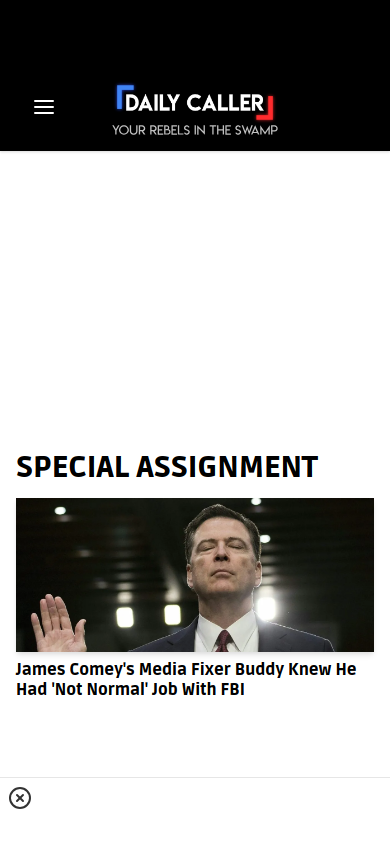 DAILY CALLER
YOUR REBELS IN THE SWAMP
SPECIAL ASSIGNMENT
James Comey's Media Fixer Buddy Knew He
Had 'Not Normal' Job With FBI